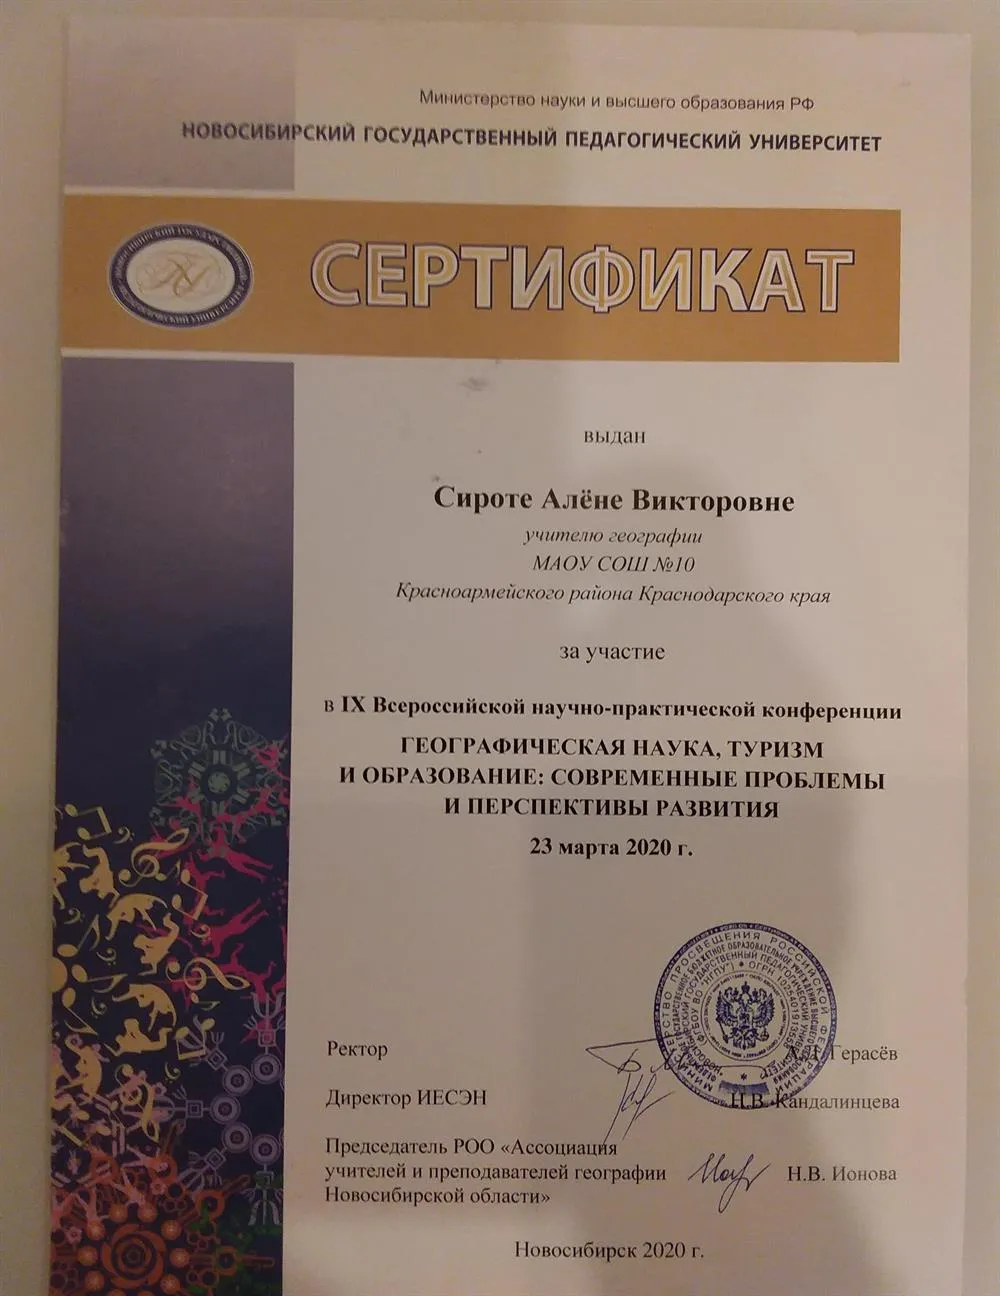 Министерство науки и высшего образования РФ
НОВОСИБИРСКИЙ ГОСУДАРСТВЕННЫЙ ПЕДАГОГИЧЕСКИЙ УНИВЕРСИТЕТ
СЕРТИФИКАТ
выдан
Сироте Алёне Викторовне
учителю географии
МАОУ СОШ №10
Красноармейского района Краснодарского края
за участие
в IX Всероссийской научно-практической конференции
ГЕОГРАФИЧЕСКАЯ НАУКА, ТУРИЗМ
И ОБРАЗОВАНИЕ: СОВРЕМЕННЫЕ ПРОБЛЕМЫ
И ПЕРСПЕКТИВЫ РАЗВИТИЯ
23 марта 2020 г.
Ректор
Герасёв
Директор ИЕСЭН
Н.В. Кандалинцева
Председатель РОО «Ассоциация
учителей и преподавателей географии
Новосибирской области»
Н.В. Ионова
Новосибирск 2020 г.